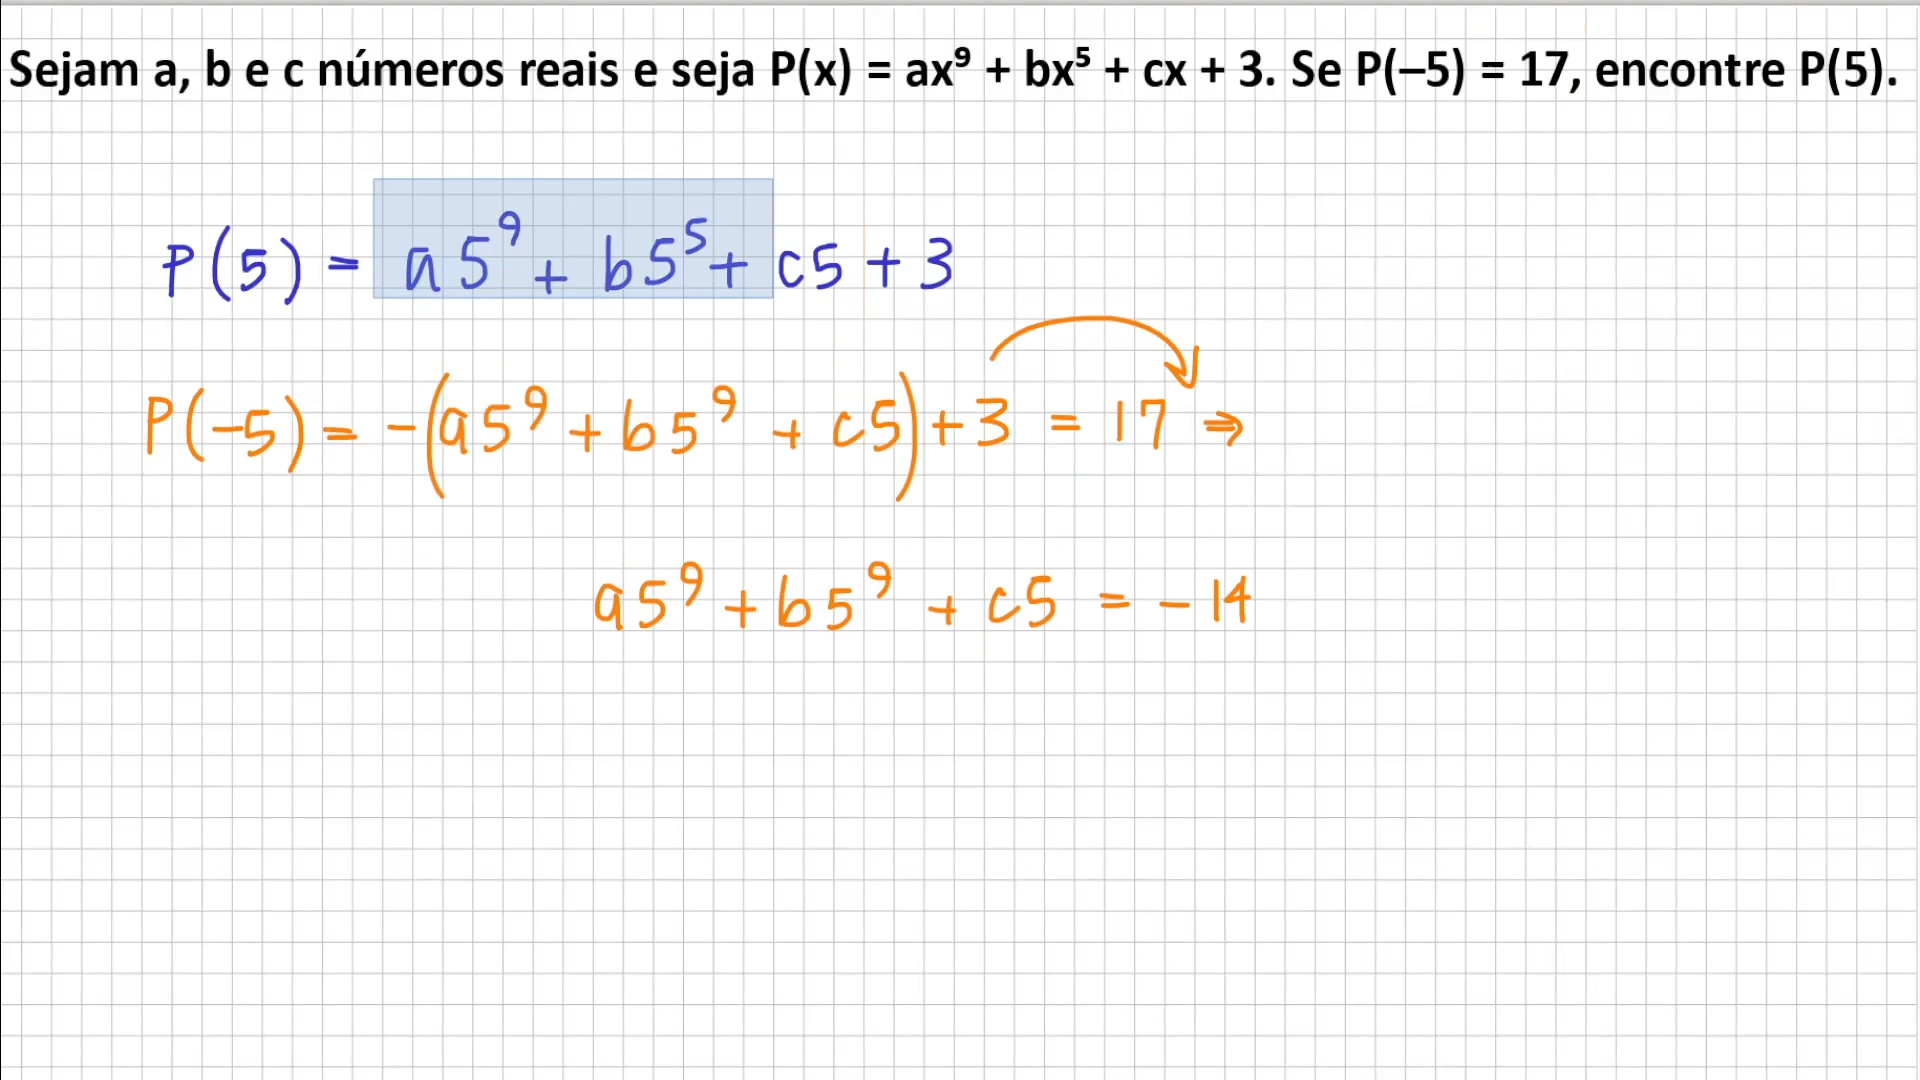 Sejam a, b e c números reais e seja P(x) = ax⁹ + bx⁵ + cx + 3. Se P(–5) = 17, encontre P(5).
P(5) = a5⁹ + b5⁵ + c5 + 3
P(-5) = -(a5⁹ + b5⁹ + c5) + 3 = 17 ⇒
a5⁹ + b5⁹ + c5 = -14